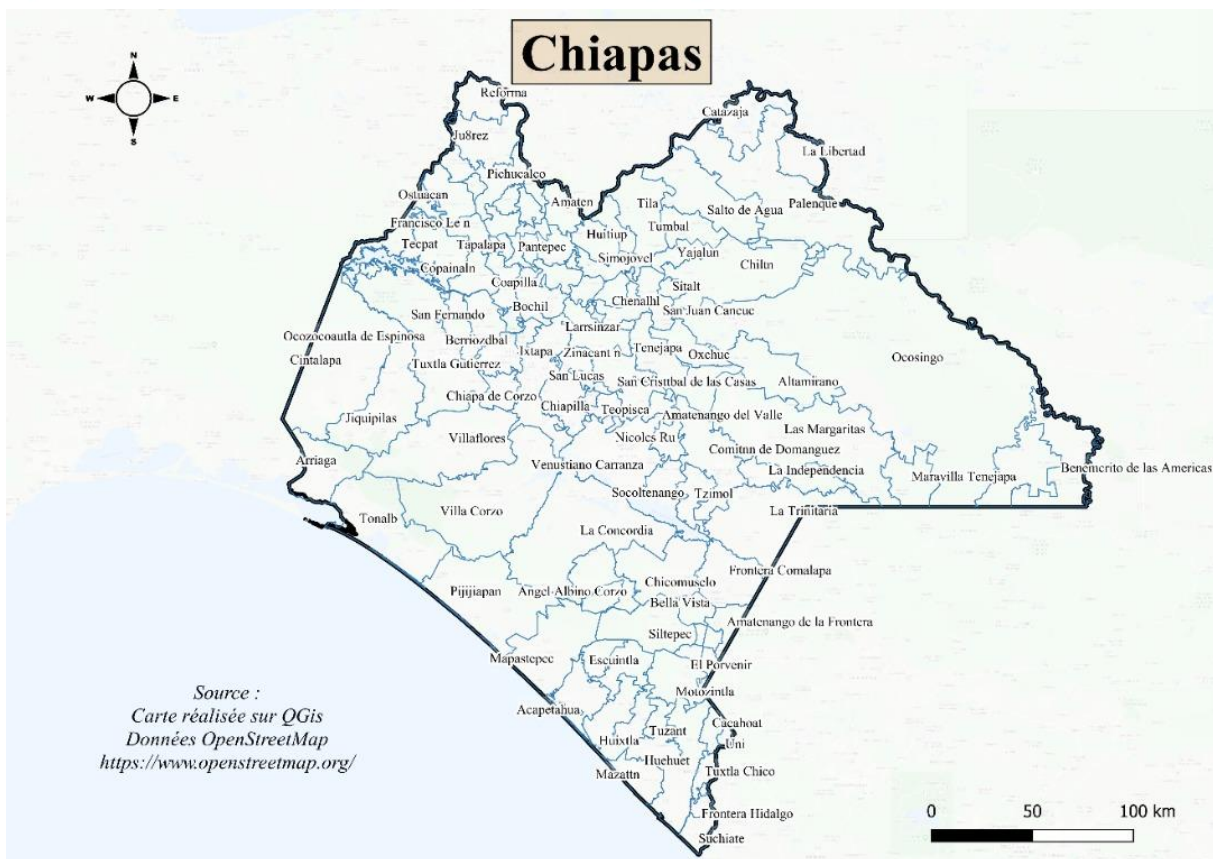 Chiapas
N
W
E
S
Reforma
Catazaja
Ju8rez
La Libertad
Pichucalco
Ostuacan
Amaten
Tila
Salto de Agua
Palenque
Francisco Le n
Huitiup
Tumbal
Tecpat
Tapalapa
Pantepec
Simojovel
Yajalun
Chiltn
Copainaln
Coapilla
Sitalt
Bochil
Chenalhl
San Juan Cancuc
San Fernando
Larrsinzar
Ocozocoautla de Espinosa
Berriozdbal
Ixtapa
Zinacant n
Tenejapa
Oxchuc
Ocosingo
Cintalapa
Tuxtla Gutierrez
San Lucas
San Cristtbal de las Casas
Altamirano
Chiapa de Corzo
Chiapilla
Teopisca
Amatenango del Valle
Jiquipilas
Las Margaritas
Villaflores
Nicolcs Ru
Comitun de Domanguez
Arriaga
Venustiano Carranza
La Independencia
Benemcrito de las Americas
Maravilla Tenejapa
Socoltenango
Tzimol
Tonalb
Villa Corzo
La Trinitaria
La Concordia
Frontera Comalapa
Chicomuselo
Pijijiapan
Angel Albino Corzo
Bella Vista
Amatenango de la Frontera
Siltepec
Mapastepec
Escuintla
El Porvenir
Motozintla
Acapetahua
Cacahoat
Tuzant
Huixtla
Uni
Huehuet
Mazattn
Tuxtla Chico
Frontera Hidalgo
Suchiate
Source :
Carte réalisée sur QGis
Données OpenStreetMap
https://www.openstreetmap.org/
0 50 100 km